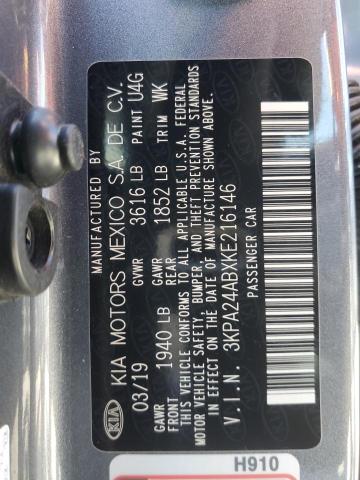 KIA
MANUFACTURED BY
KIA MOTORS MEXICO S.A. DE C.V.
03/19 GVWR 3616 LB PAINT U4G
GAWR FRONT 1940 LB GAWR REAR 1852 LB TRIM WK
THIS VEHICLE CONFORMS TO ALL APPLICABLE U.S.A. FEDERAL
MOTOR VEHICLE SAFETY, BUMPER, AND THEFT PREVENTION STANDARDS
IN EFFECT ON THE DATE OF MANUFACTURE SHOWN ABOVE.
V.I.N. 3KPA24ABXKE216146
PASSENGER CAR
H910